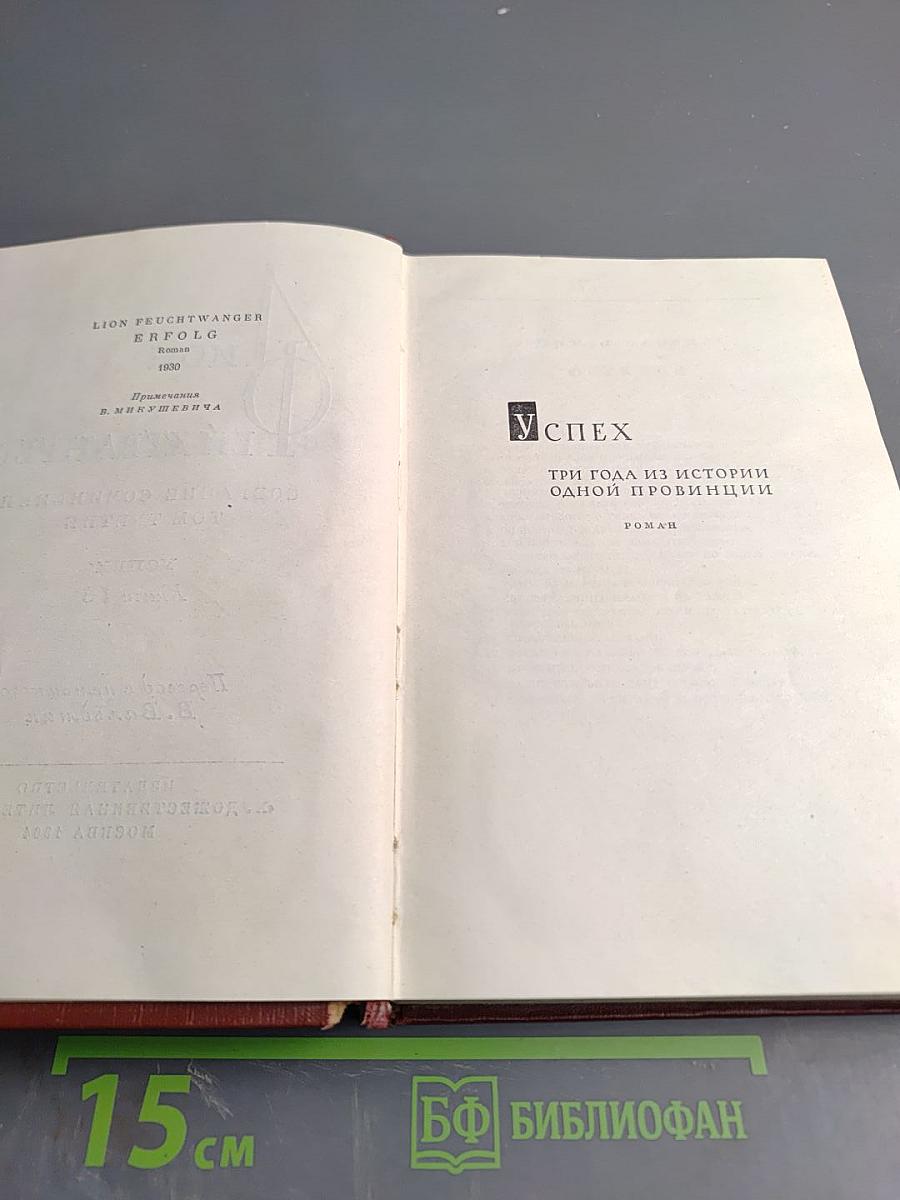 LION FEUCHTWANGER
ERFOLG
Roman
1930
Примечания
В. МИКУШЕВИЧА
УСПЕХ
ТРИ ГОДА ИЗ ИСТОРИИ
ОДНОЙ ПРОВИНЦИИ
РОМАН
15 см
БФ БИБЛИОФАН